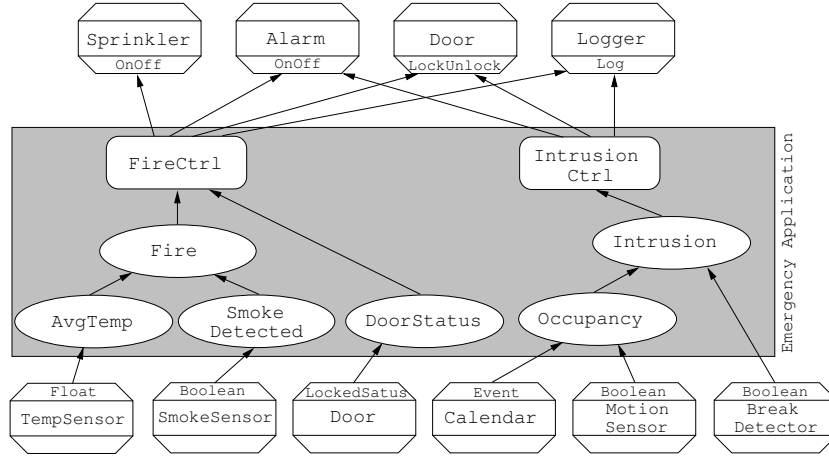 Sprinkler
OnOff
Alarm
OnOff
Door
LockUnlock
Logger
Log
FireCtrl
Intrusion
Ctrl
Fire
Intrusion
AvgTemp
Smoke
Detected
DoorStatus
Occupancy
Emergency Application
Float
TempSensor
Boolean
SmokeSensor
LockedSatus
Door
Event
Calendar
Boolean
Motion
Sensor
Boolean
Break
Detector